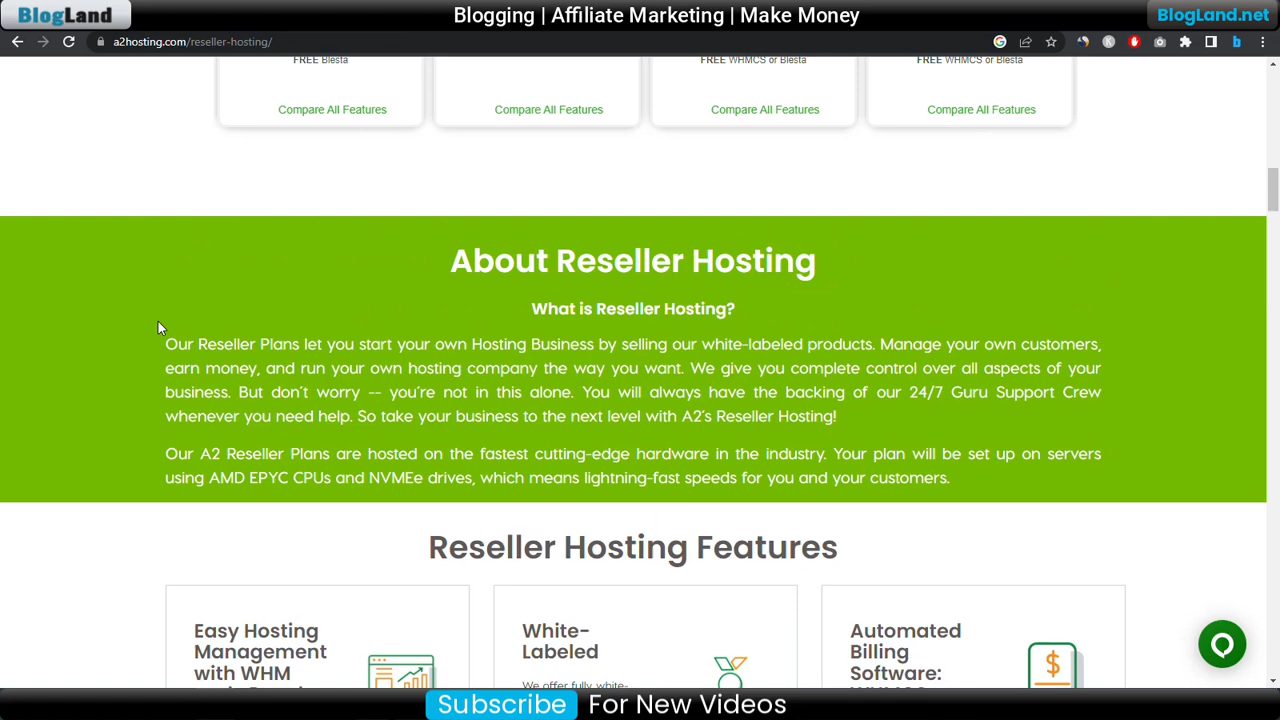 BlogLand
Blogging | Affiliate Marketing | Make Money
BlogLand.net
a2hosting.com/reseller-hosting/
FREE Blesta
FREE WHMCS or Blesta
FREE WHMCS or Blesta
Compare All Features
Compare All Features
Compare All Features
Compare All Features
About Reseller Hosting
What is Reseller Hosting?
Our Reseller Plans let you start your own Hosting Business by selling our white-labeled products. Manage your own customers,
earn money, and run your own hosting company the way you want. We give you complete control over all aspects of your
business. But don't worry -- you're not in this alone. You will always have the backing of our 24/7 Guru Support Crew
whenever you need help. So take your business to the next level with A2's Reseller Hosting!
Our A2 Reseller Plans are hosted on the fastest cutting-edge hardware in the industry. Your plan will be set up on servers
using AMD EPYC CPUs and NVMEe drives, which means lightning-fast speeds for you and your customers.
Reseller Hosting Features
Easy Hosting
Management
with WHM
White-
Labeled
We offer fully white-
Automated
Billing
Software:
Subscribe For New Videos